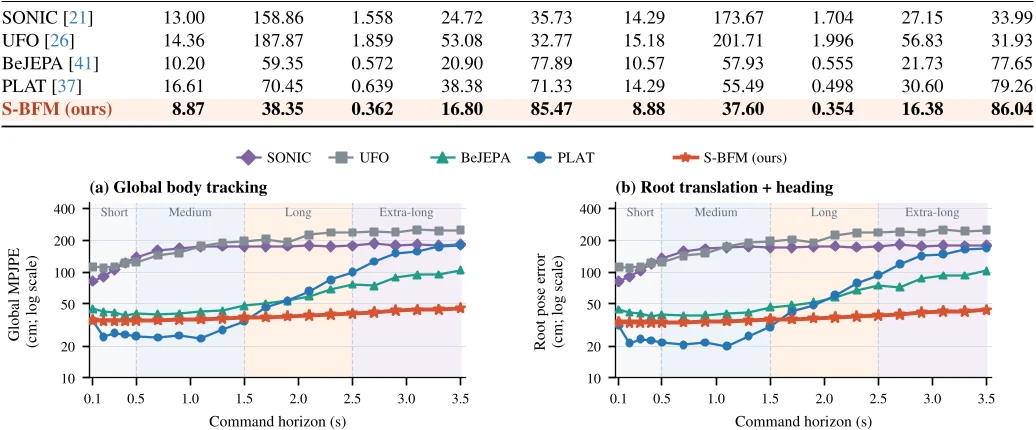 SONIC [21] 13.00 158.86 1.558 24.72 35.73 14.29 173.67 1.704 27.15 33.99
UFO [26] 14.36 187.87 1.859 53.08 32.77 15.18 201.71 1.996 56.83 31.93
BeJEPA [41] 10.20 59.35 0.572 20.90 77.89 10.57 57.93 0.555 21.73 77.65
PLAT [37] 16.61 70.45 0.639 38.38 71.33 14.29 55.49 0.498 30.60 79.26
S-BFM (ours) 8.87 38.35 0.362 16.80 85.47 8.88 37.60 0.354 16.38 86.04
SONIC UFO BeJEPA PLAT S-BFM (ours)
(a) Global body tracking
Short Medium Long Extra-long
Global MPJPE
(cm; log scale)
400
200
100
50
20
10
0.1 0.5 1.0 1.5 2.0 2.5 3.0 3.5
Command horizon (s)
(b) Root translation + heading
Short Medium Long Extra-long
Root pose error
(cm; log scale)
400
200
100
50
20
10
0.1 0.5 1.0 1.5 2.0 2.5 3.0 3.5
Command horizon (s)